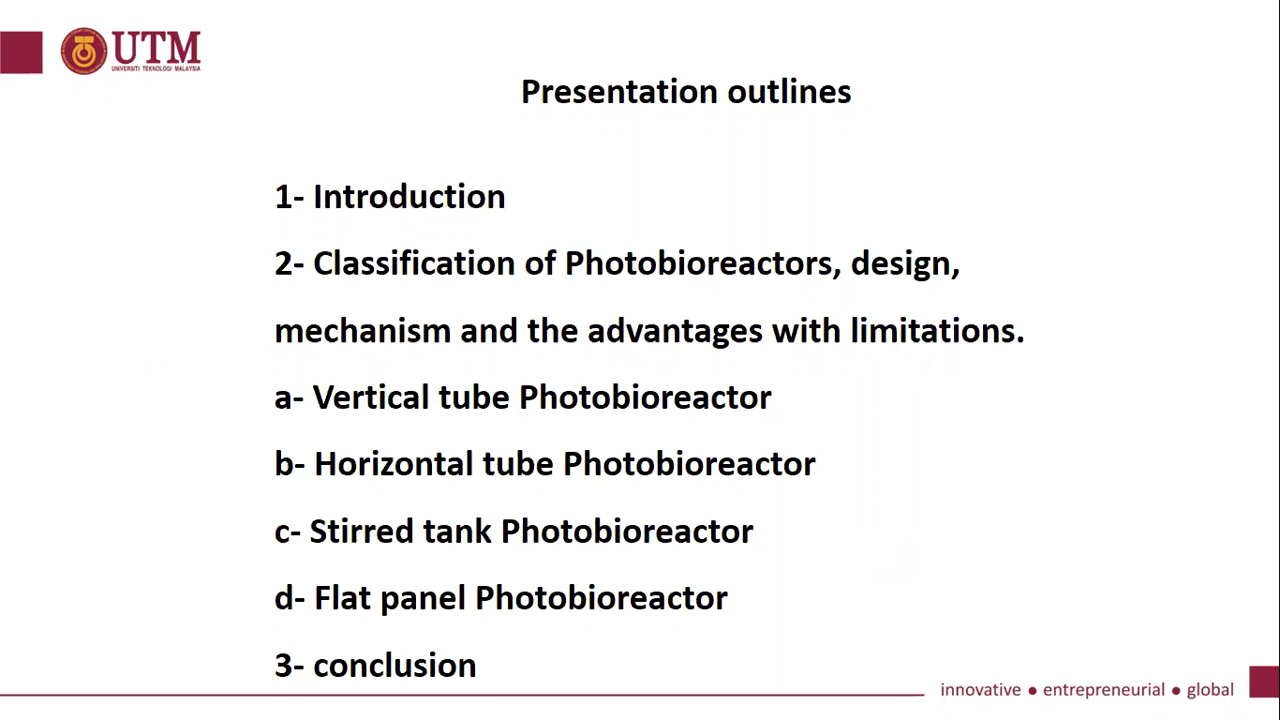 UTM
UNIVERSITI TEKNOLOGI MALAYSIA
Presentation outlines
1- Introduction
2- Classification of Photobioreactors, design,
mechanism and the advantages with limitations.
a- Vertical tube Photobioreactor
b- Horizontal tube Photobioreactor
c- Stirred tank Photobioreactor
d- Flat panel Photobioreactor
3- conclusion
innovative ● entrepreneurial ● global